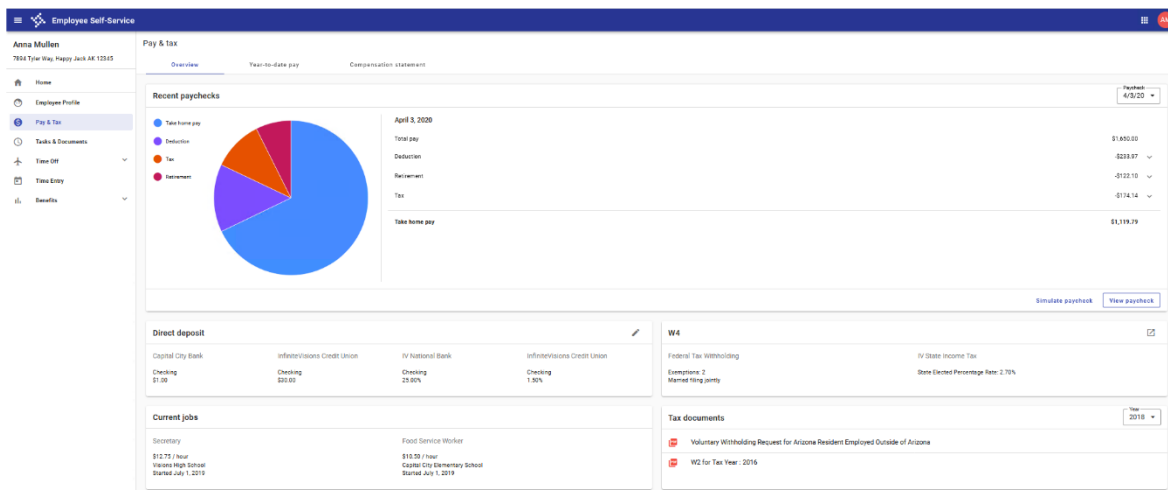 Employee Self-Service
AM
Anna Mullen
7894 Tyler Way, Happy Jack AK 12345
Home
Employee Profile
Pay & Tax
Tasks & Documents
Time Off
Time Entry
Benefits
Pay & tax
Overview Year-to-date pay Compensation statement
Recent paychecks
Paycheck
4/3/20
Take home pay
Deduction
Tax
Retirement
April 3, 2020
Total pay $1,650.00
Deduction -$233.97
Retirement -$122.10
Tax -$174.14
Take home pay $1,119.79
Simulate paycheck View paycheck
Direct deposit
Capital City Bank InfiniteVisions Credit Union IV National Bank InfiniteVisions Credit Union
Checking Checking Checking Checking
$1.00 $30.00 25.00% 1.50%
W4
Federal Tax Withholding IV State Income Tax
Exemptions: 2 State Elected Percentage Rate: 2.70%
Married filing jointly
Current jobs
Secretary Food Service Worker
$12.75 / hour $10.50 / hour
Visions High School Capital City Elementary School
Started July 1, 2019 Started July 1, 2019
Tax documents
Year
2018
Voluntary Withholding Request for Arizona Resident Employed Outside of Arizona
W2 for Tax Year : 2016